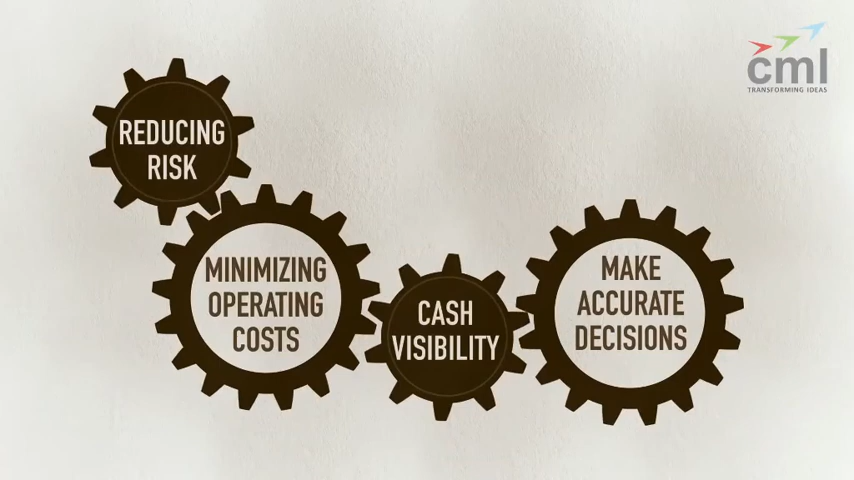 cml
TRANSFORMING IDEAS
REDUCING
RISK
MINIMIZING
OPERATING
COSTS
CASH
VISIBILITY
MAKE
ACCURATE
DECISIONS